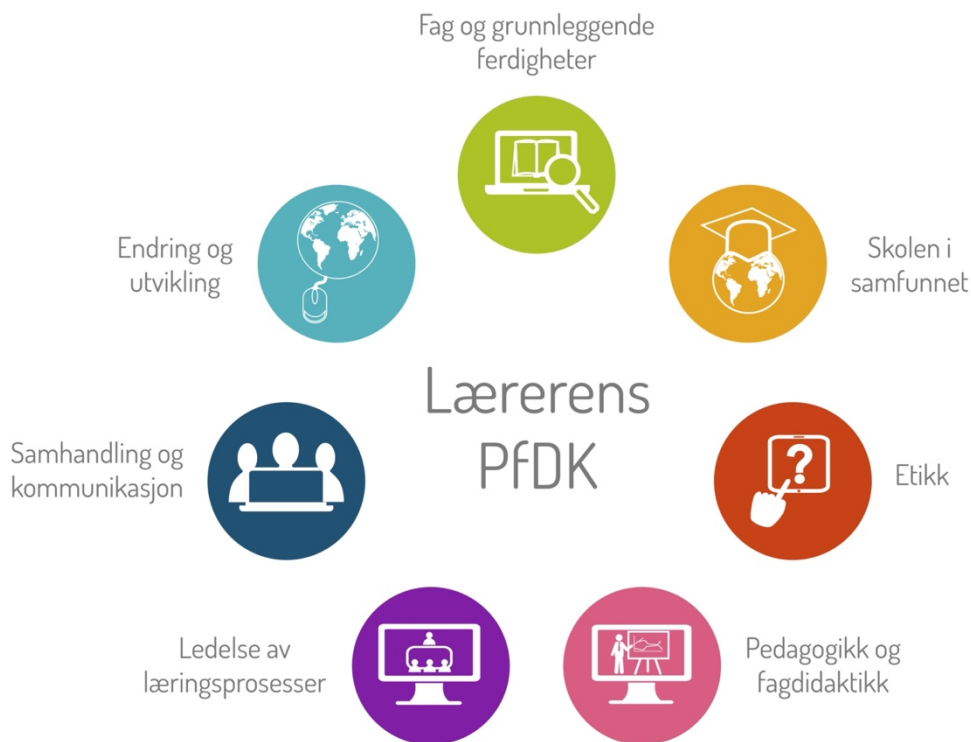 Fag og grunnleggende
ferdigheter
Skolen i
samfunnet
Etikk
Pedagogikk og
fagdidaktikk
Ledelse av
læringsprosesser
Samhandling og
kommunikasjon
Endring og
utvikling
Lærerens
PfDK
?